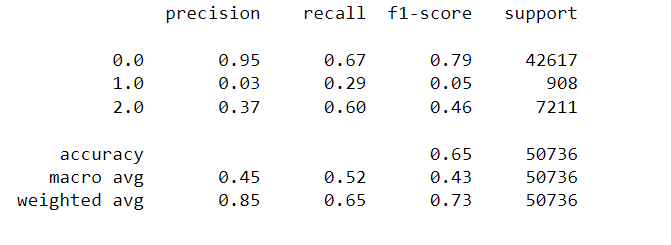 precision recall f1-score support
0.0 0.95 0.67 0.79 42617
1.0 0.03 0.29 0.05 908
2.0 0.37 0.60 0.46 7211
accuracy 0.65 50736
macro avg 0.45 0.52 0.43 50736
weighted avg 0.85 0.65 0.73 50736